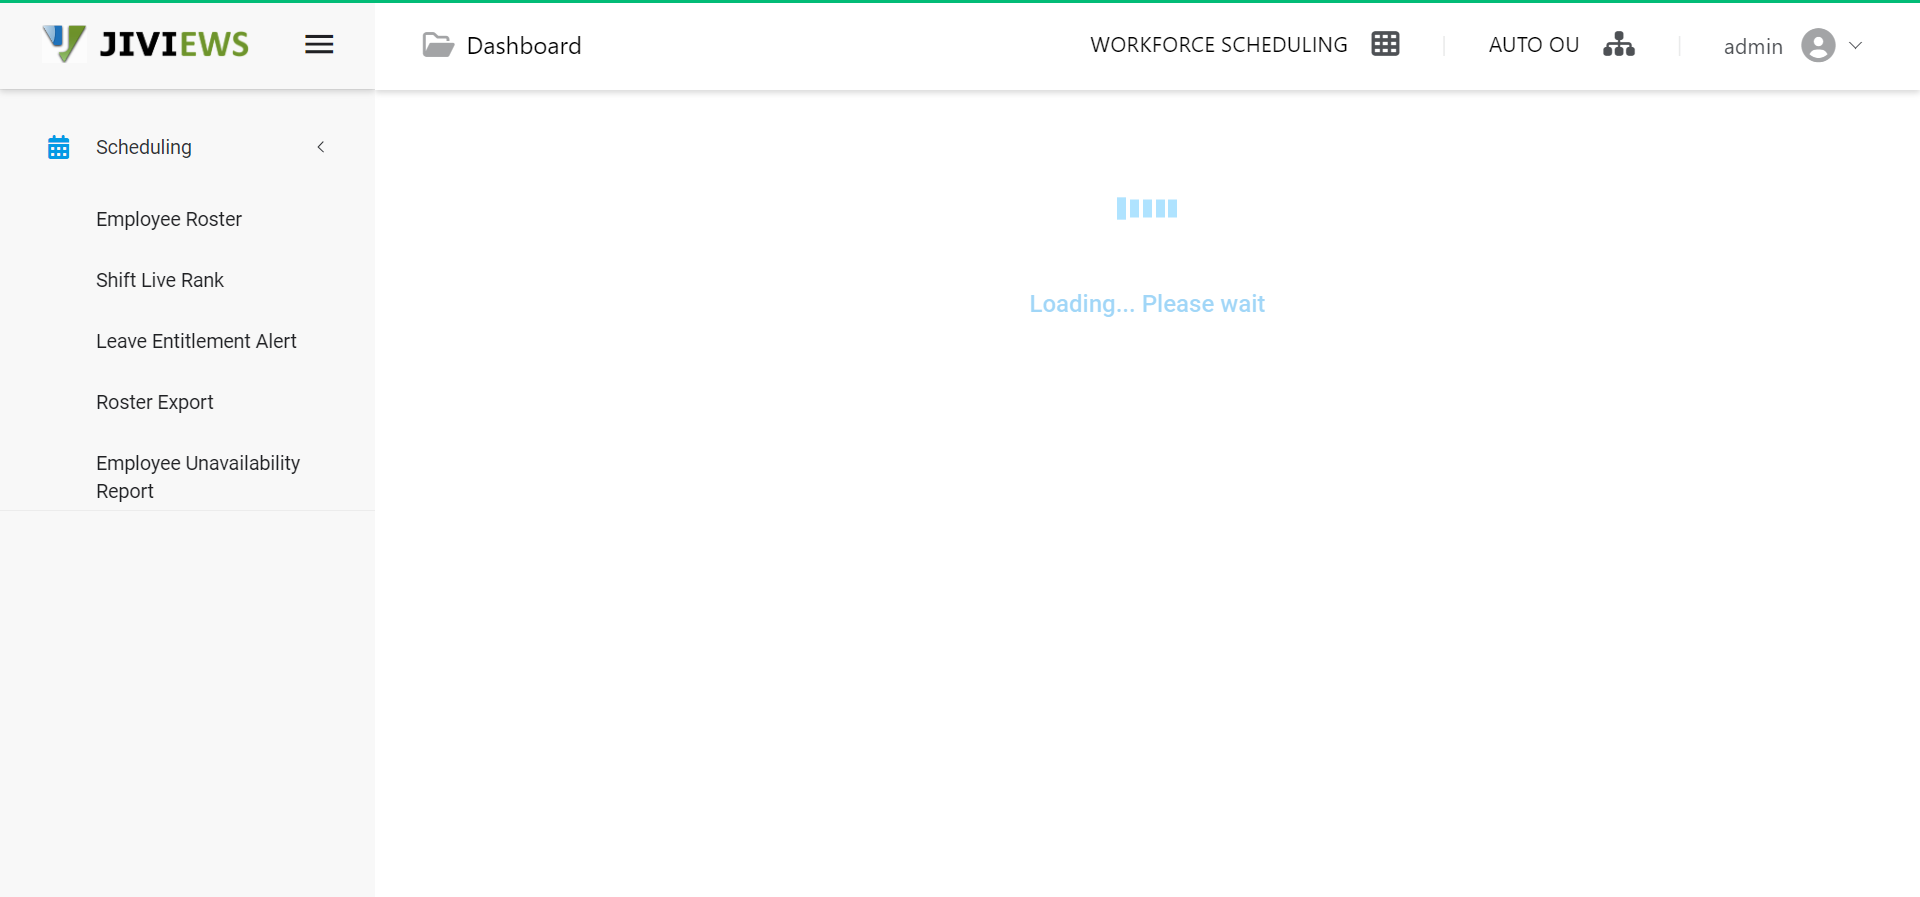 JIVIEWS
Dashboard
WORKFORCE SCHEDULING
AUTO OU
admin
Scheduling
Employee Roster
Shift Live Rank
Leave Entitlement Alert
Roster Export
Employee Unavailability
Report
Loading... Please wait